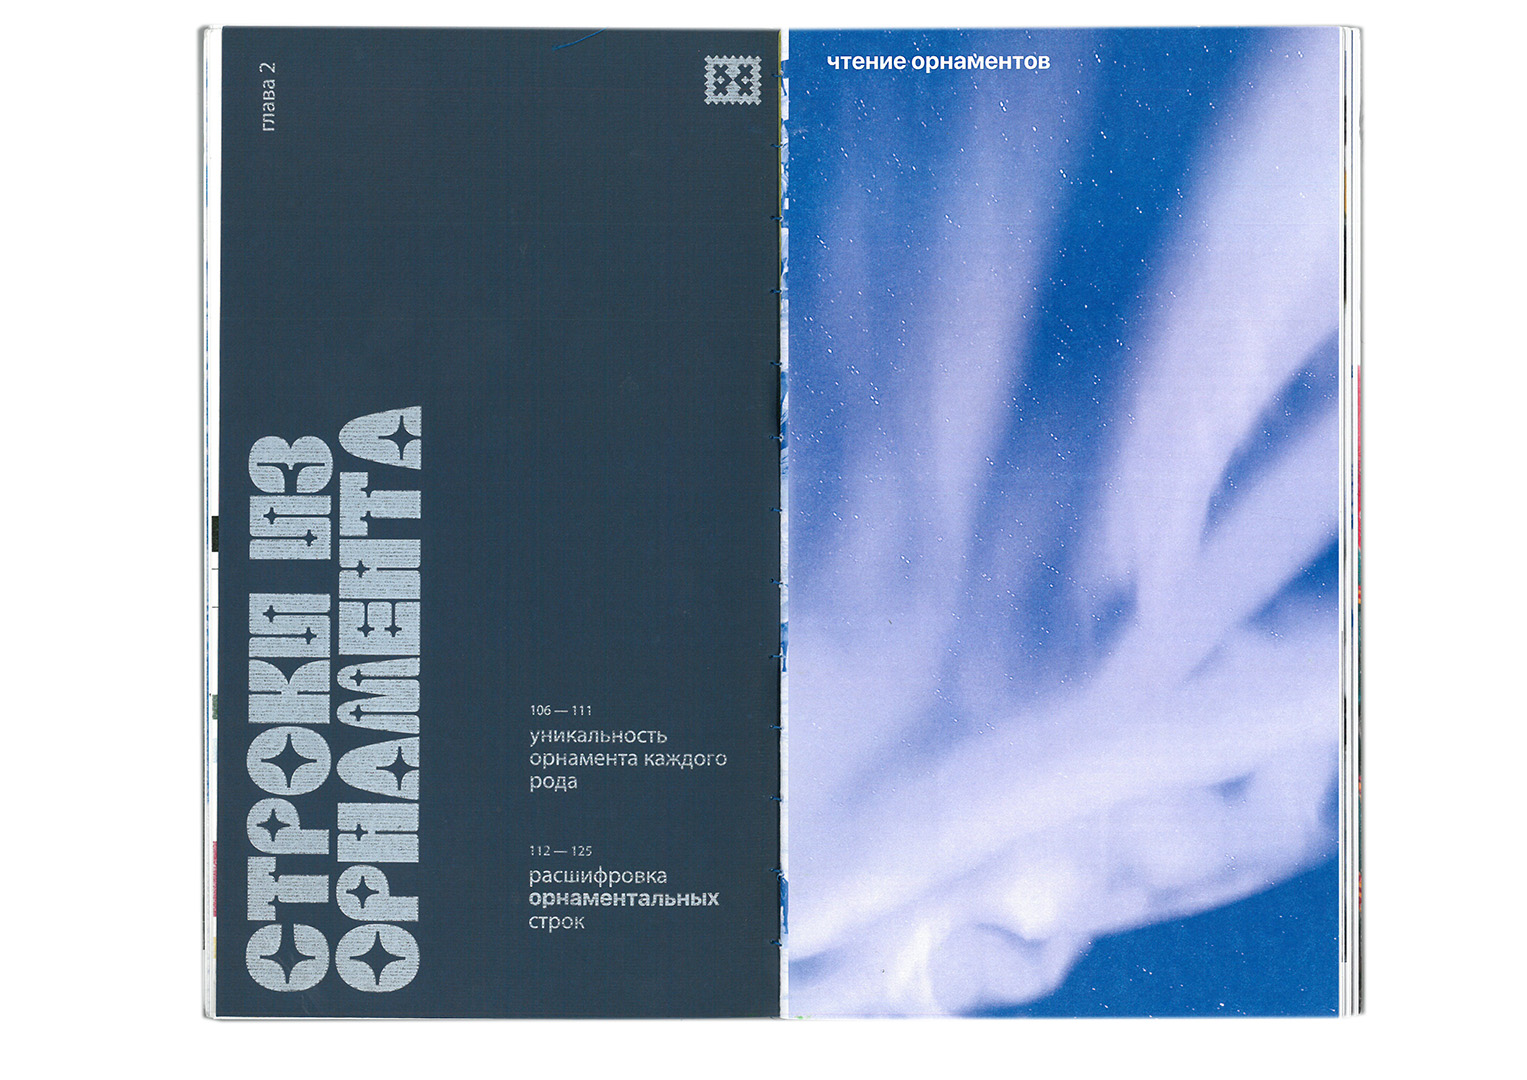 глава 2
СТРОКИ ИЗ
ОРНАМЕНТА
106 — 111
уникальность
орнамента каждого
рода
112 — 125
расшифровка
орнаментальных
строк
чтение орнаментов